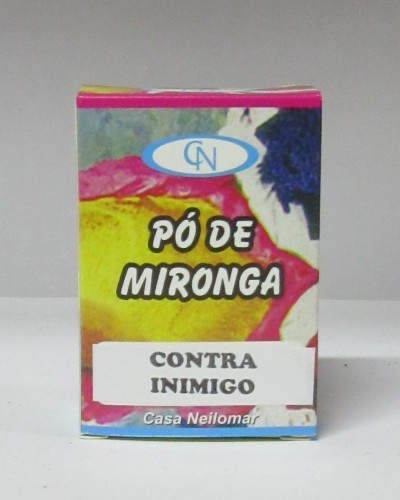 CN
PÓ DE
MIRONGA
CONTRA
INIMIGO
Casa Neilomar